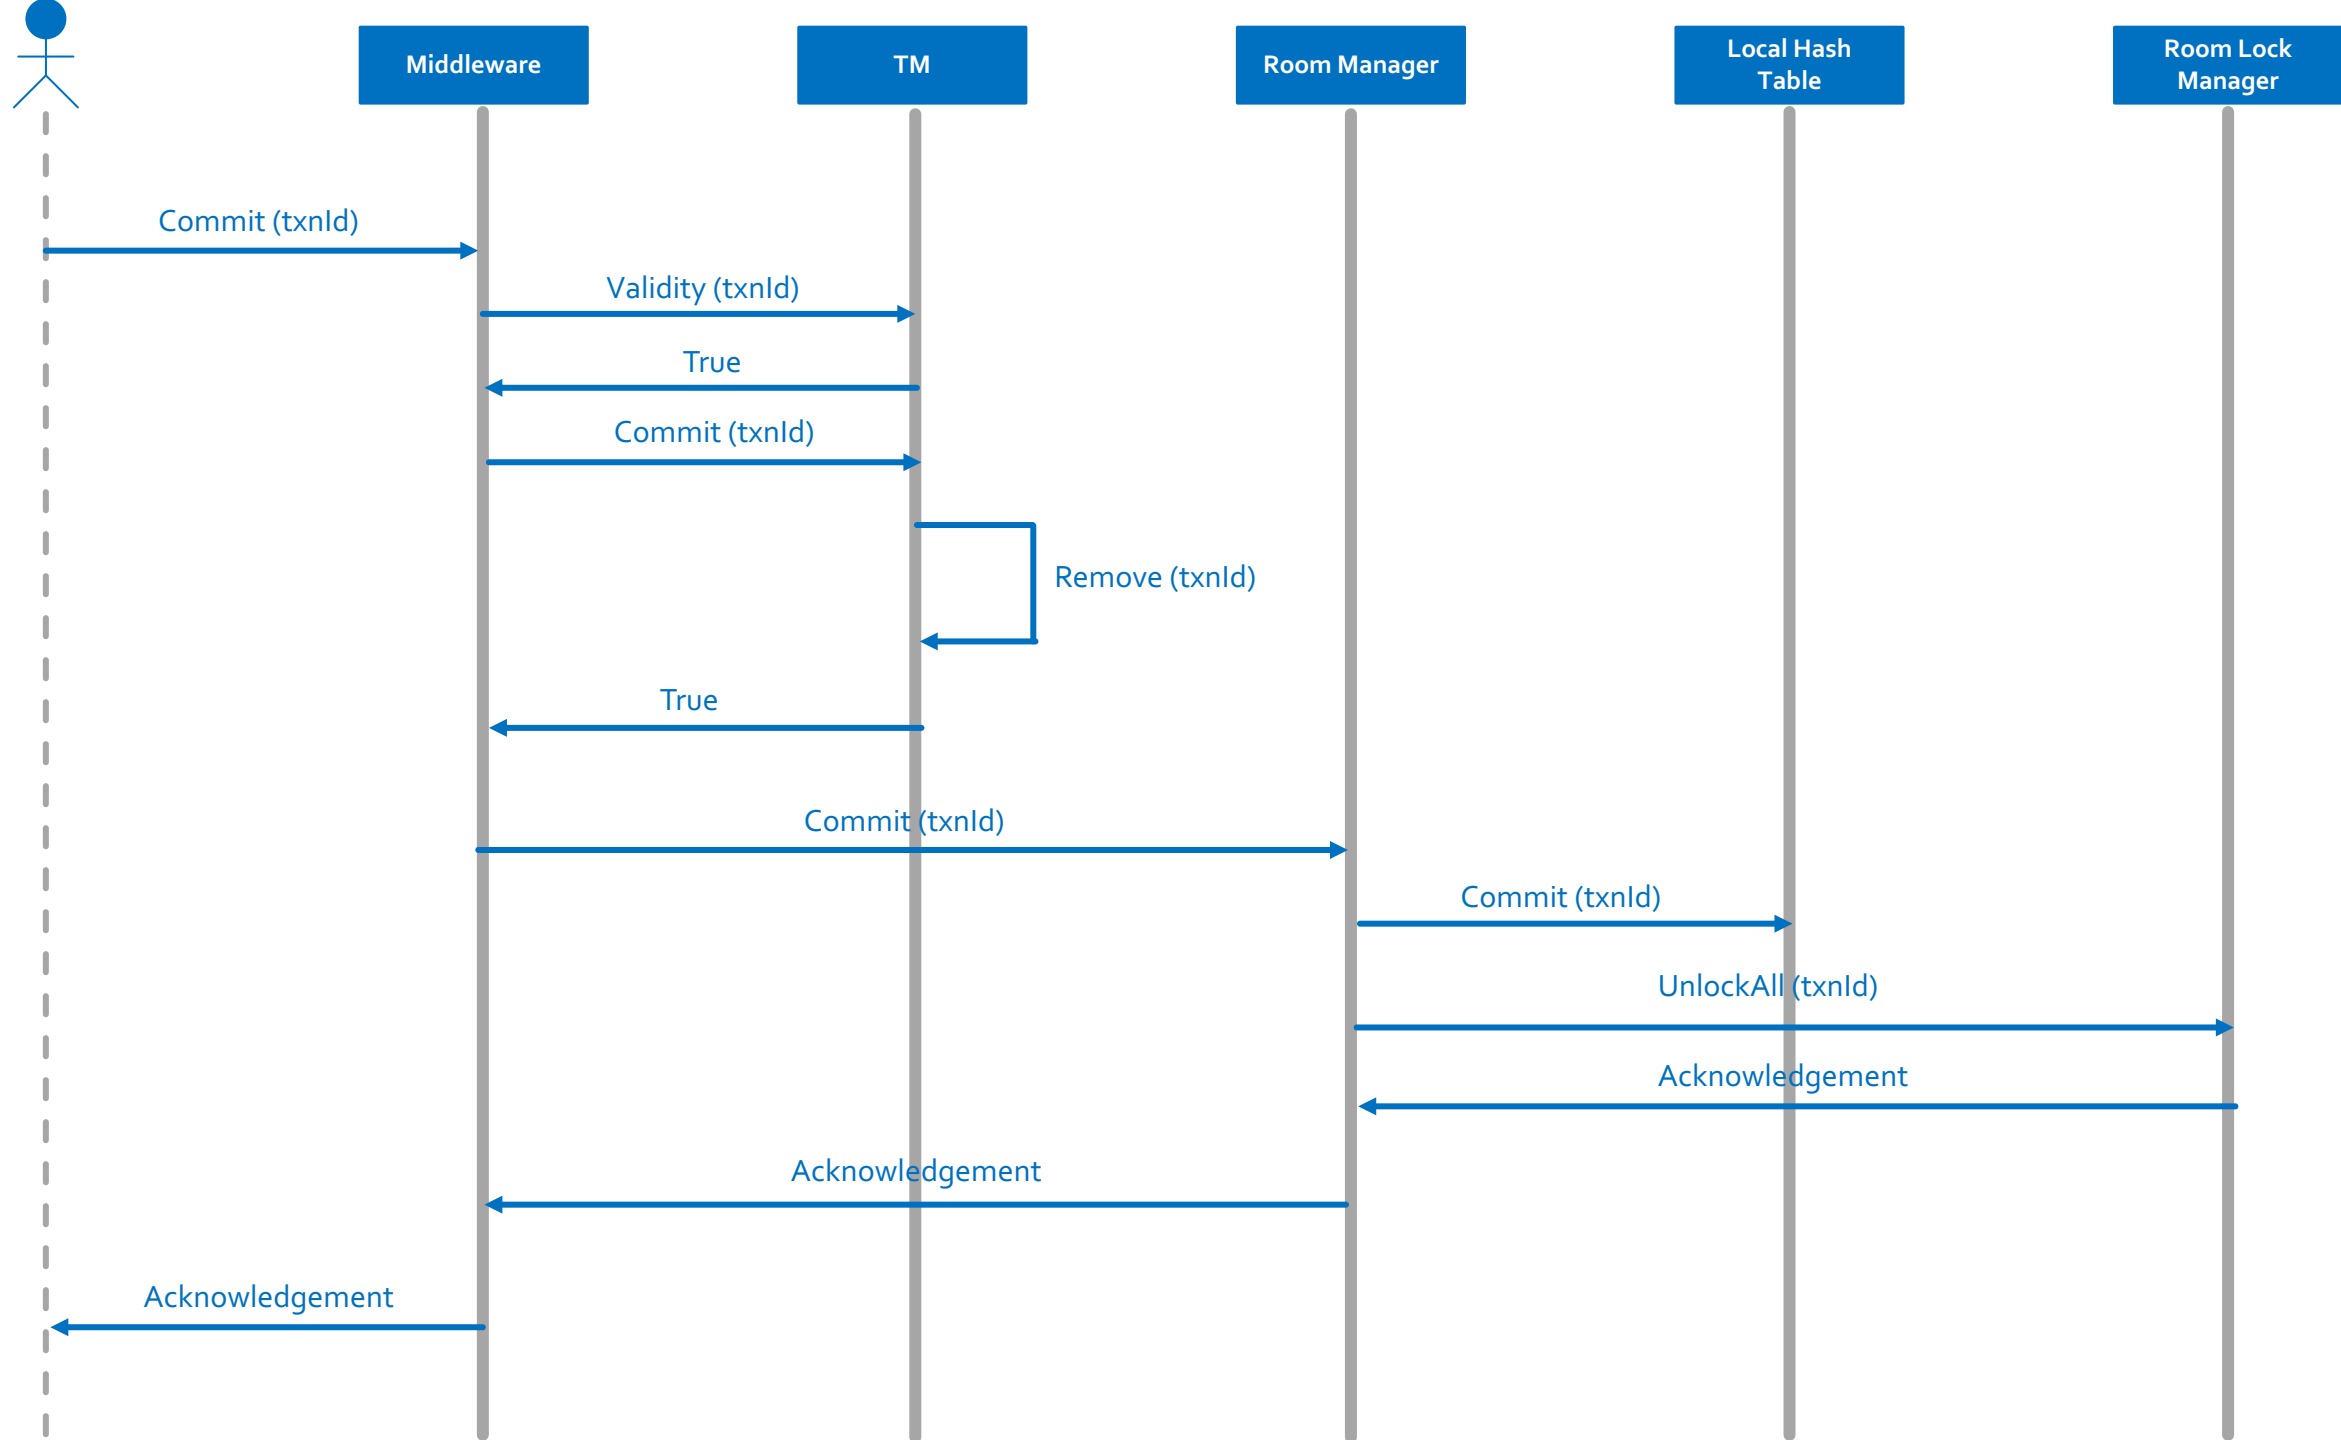 Middleware
TM
Room Manager
Local Hash
Table
Room Lock
Manager
Commit (txnId)
Validity (txnId)
True
Commit (txnId)
Remove (txnId)
True
Commit (txnId)
Commit (txnId)
UnlockAll (txnId)
Acknowledgement
Acknowledgement
Acknowledgement